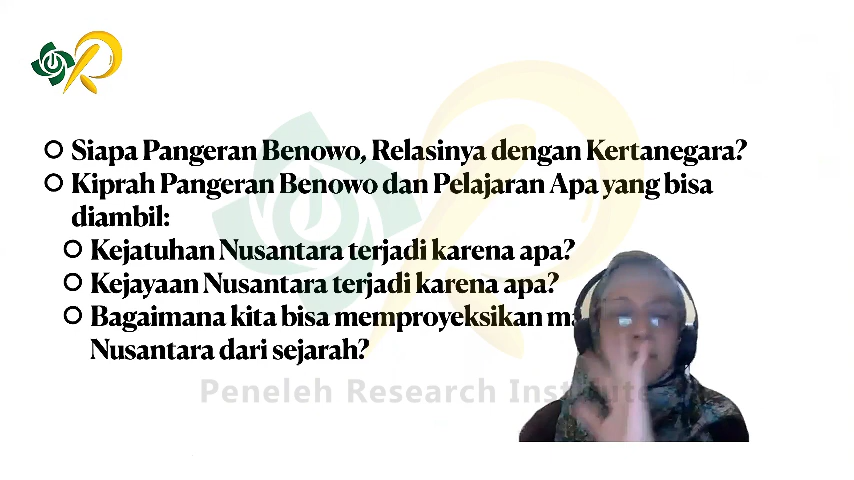 Siapa Pangeran Benowo, Relasinya dengan Kertanegara?
Kiprah Pangeran Benowo dan Pelajaran Apa yang bisa
diambil:
Kejatuhan Nusantara terjadi karena apa?
Kejayaan Nusantara terjadi karena apa?
Bagaimana kita bisa memproyeksikan
Nusantara dari sejarah?
Peneleh Research Institute